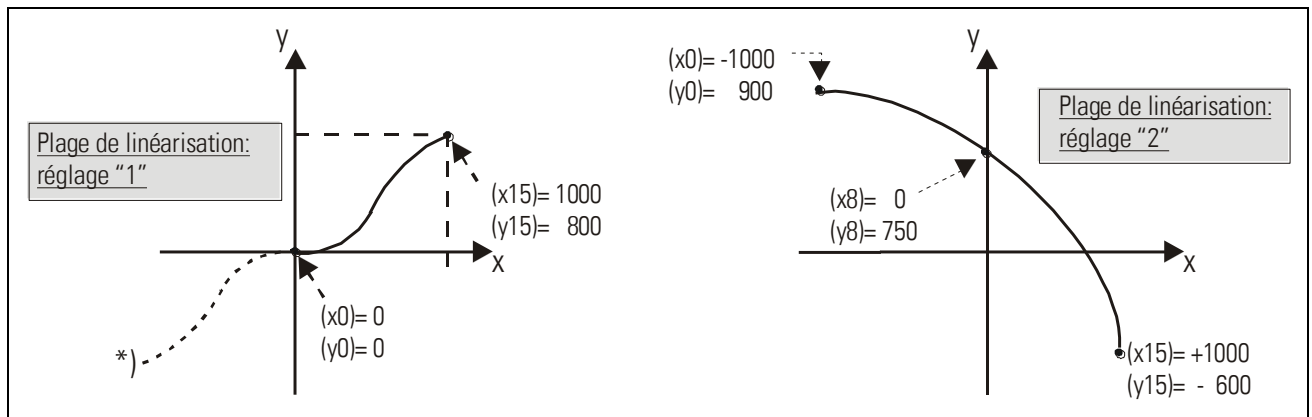 y
Plage de linéarisation:
réglage “1”
(x15)= 1000
(y15)= 800
x
(x0)= 0
(y0)= 0
*)
(x0)= -1000
(y0)= 900
y
Plage de linéarisation:
réglage “2”
(x8)= 0
(y8)= 750
x
(x15)= +1000
(y15)= - 600